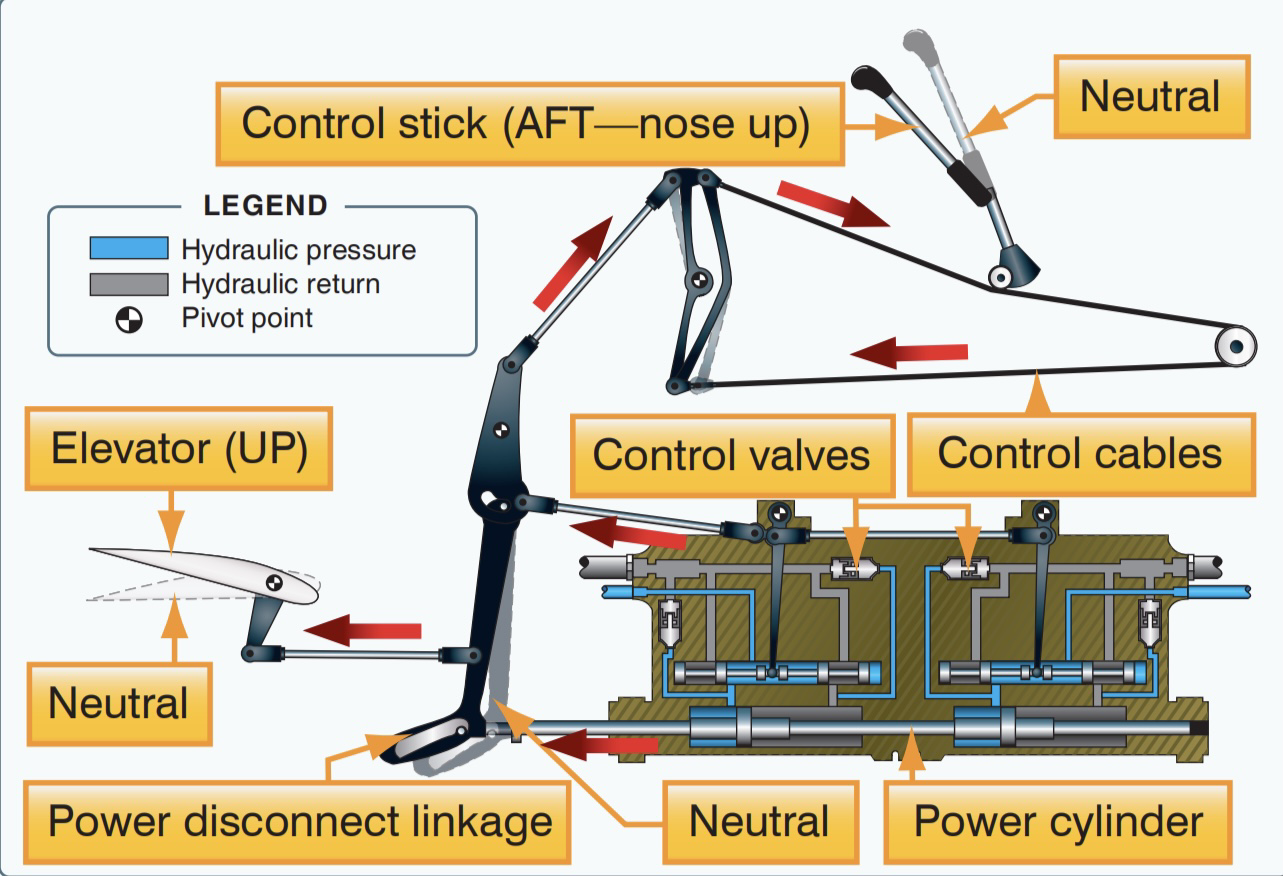 Control stick (AFT—nose up)
Neutral
LEGEND
Hydraulic pressure
Hydraulic return
Pivot point
Elevator (UP)
Control valves
Control cables
Neutral
Power disconnect linkage
Neutral
Power cylinder